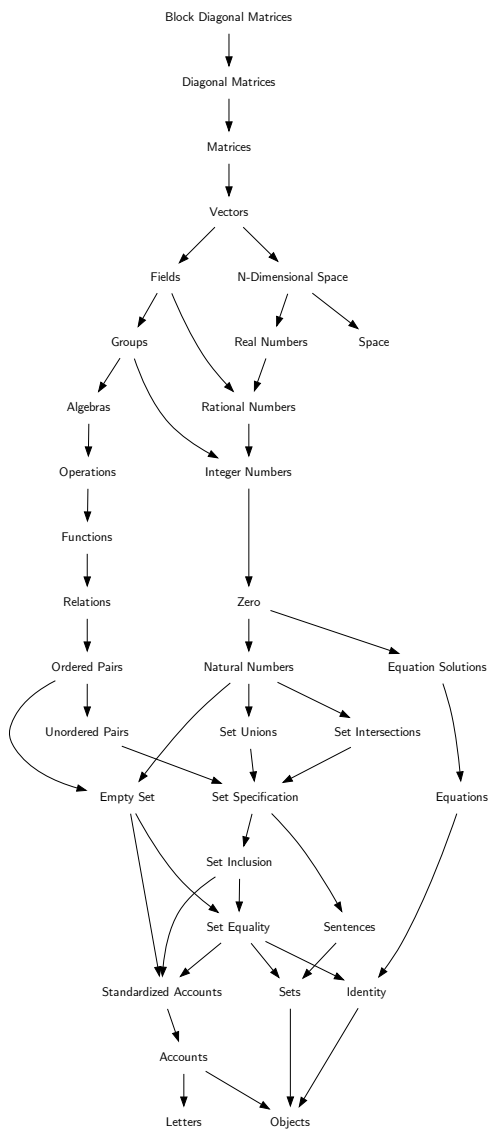 Block Diagonal Matrices
Diagonal Matrices
Matrices
Vectors
Fields
N-Dimensional Space
Groups
Real Numbers
Space
Algebras
Rational Numbers
Operations
Integer Numbers
Functions
Relations
Zero
Ordered Pairs
Natural Numbers
Equation Solutions
Unordered Pairs
Set Unions
Set Intersections
Empty Set
Set Specification
Equations
Set Inclusion
Set Equality
Sentences
Standardized Accounts
Sets
Identity
Accounts
Letters
Objects